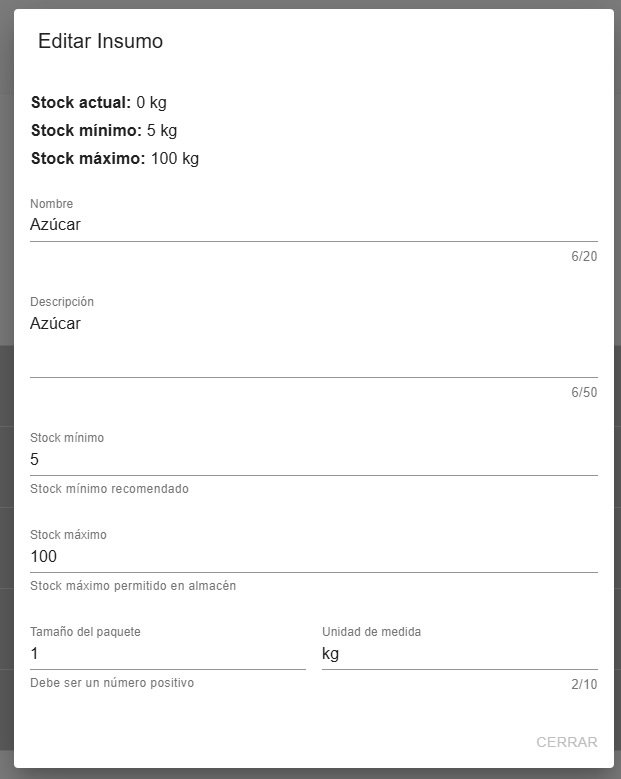 Editar Insumo
Stock actual: 0 kg
Stock mínimo: 5 kg
Stock máximo: 100 kg
Nombre
Azúcar
6/20
Descripción
Azúcar
6/50
Stock mínimo
5
Stock mínimo recomendado
Stock máximo
100
Stock máximo permitido en almacén
Tamaño del paquete Unidad de medida
1 kg
Debe ser un número positivo 2/10
CERRAR